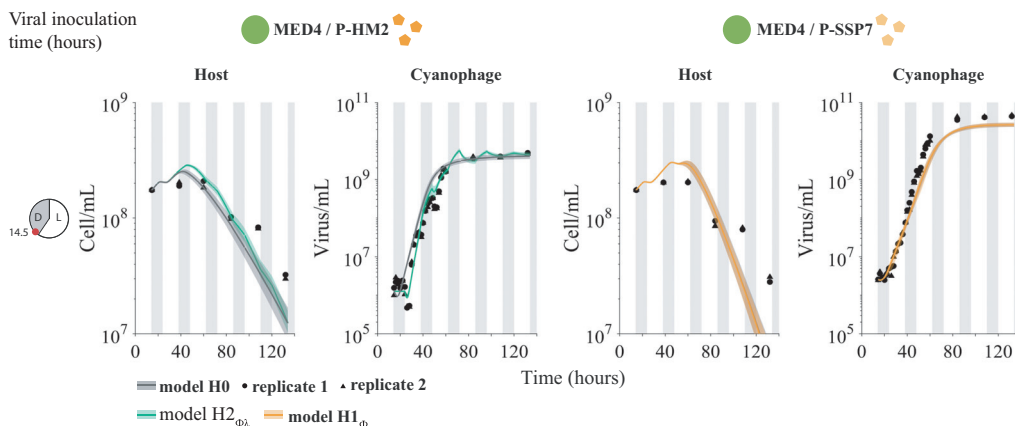 Viral inoculation
time (hours)
MED4 / P-HM2
MED4 / P-SSP7
Host
Cyanophage
Host
Cyanophage
10⁹
10⁸
10⁷
Cell/mL
0 40 80 120
10¹¹
10⁹
10⁷
10⁵
Virus/mL
0 40 80 120
10⁹
10⁸
10⁷
Cell/mL
0 40 80 120
10¹¹
10⁹
10⁷
10⁵
Virus/mL
0 40 80 120
D L
14.5
Time (hours)
model H0 replicate 1 replicate 2
model H2Φλ model H1Φ